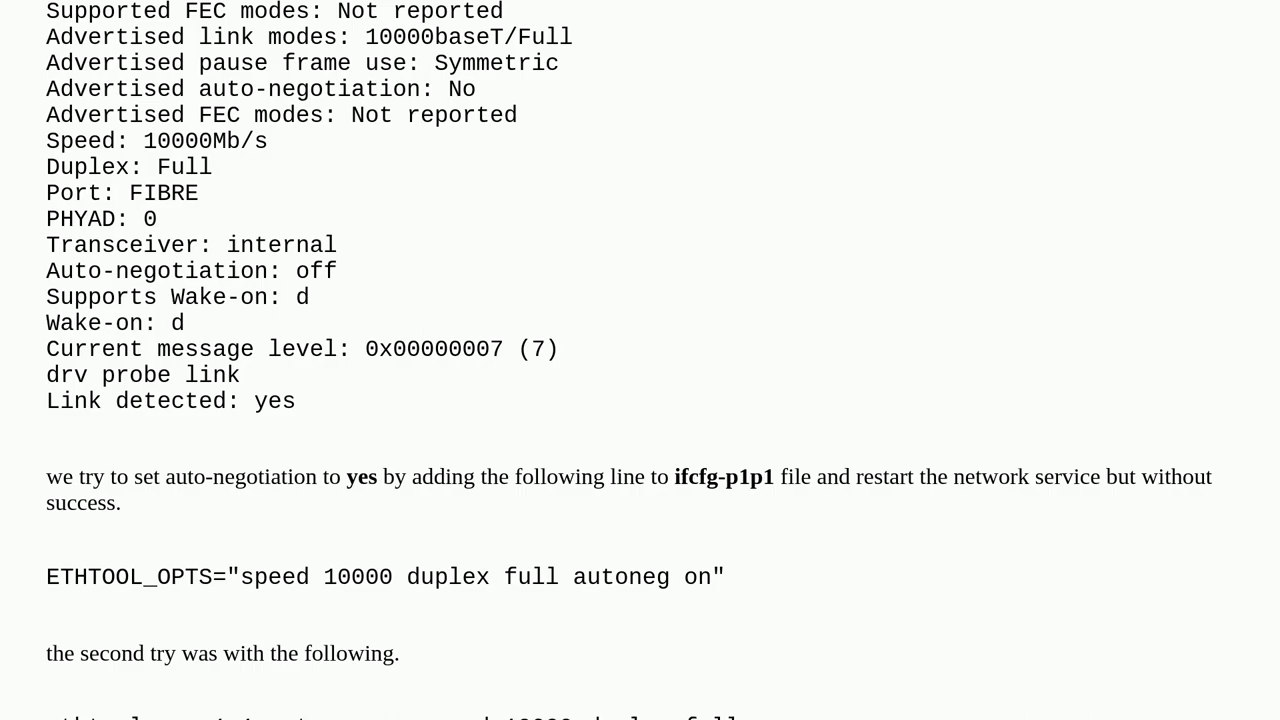 Supported FEC modes: Not reported
Advertised link modes: 10000baseT/Full
Advertised pause frame use: Symmetric
Advertised auto-negotiation: No
Advertised FEC modes: Not reported
Speed: 10000Mb/s
Duplex: Full
Port: FIBRE
PHYAD: 0
Transceiver: internal
Auto-negotiation: off
Supports Wake-on: d
Wake-on: d
Current message level: 0x00000007 (7)
drv probe link
Link detected: yes
we try to set auto-negotiation to yes by adding the following line to ifcfg-p1p1 file and restart the network service but without
success.
ETHTOOL_OPTS="speed 10000 duplex full autoneg on"
the second try was with the following.